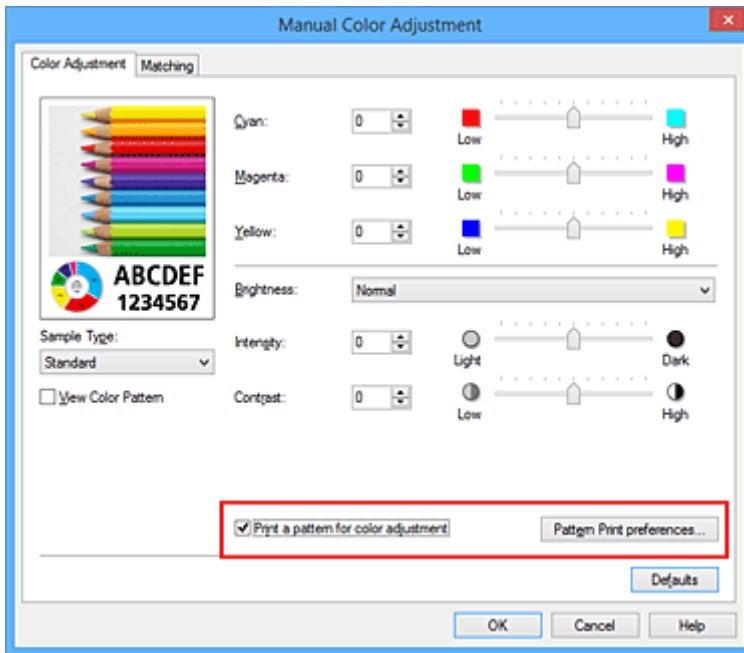 Manual Color Adjustment
Color Adjustment Matching
ABCDEF
1234567
Sample Type:
Standard
View Color Pattern
Cyan: 0 Low High
Magenta: 0 Low High
Yellow: 0 Low High
Brightness: Normal
Intensity: 0 Light Dark
Contrast: 0 Low High
Print a pattern for color adjustment Pattern Print preferences...
Defaults
OK Cancel Help